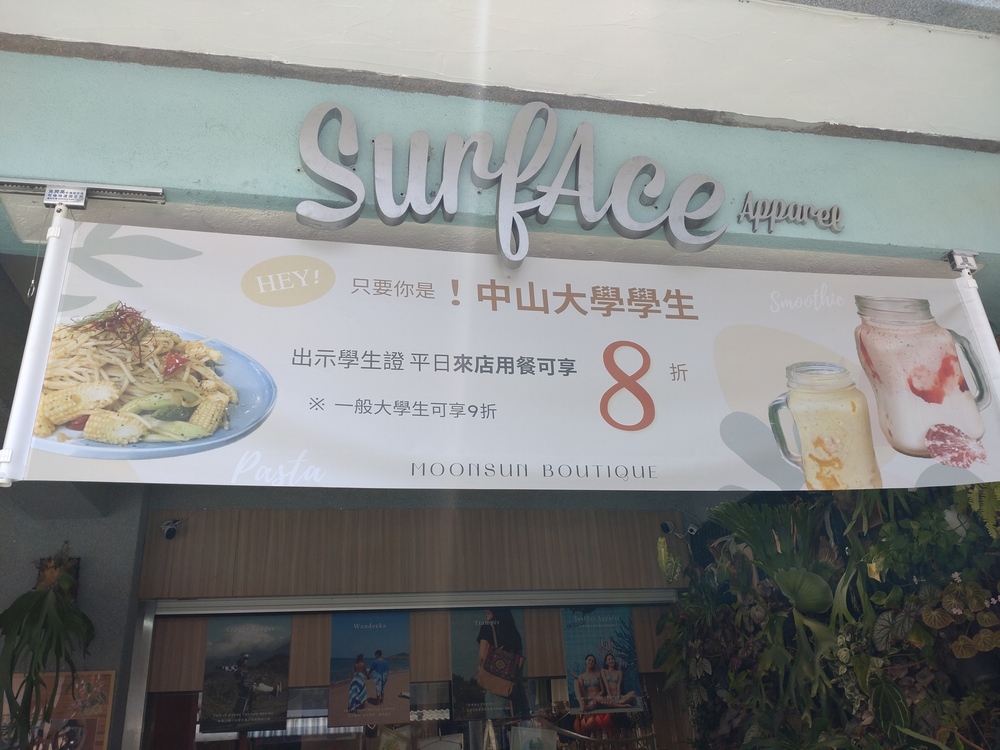 Surface
Apparel
HEY!
只要你是！中山大學學生
出示學生證 平日來店用餐可享 8 折
※ 一般大學生可享9折
Smoothie
Pasta
MOONSUN BOUTIQUE